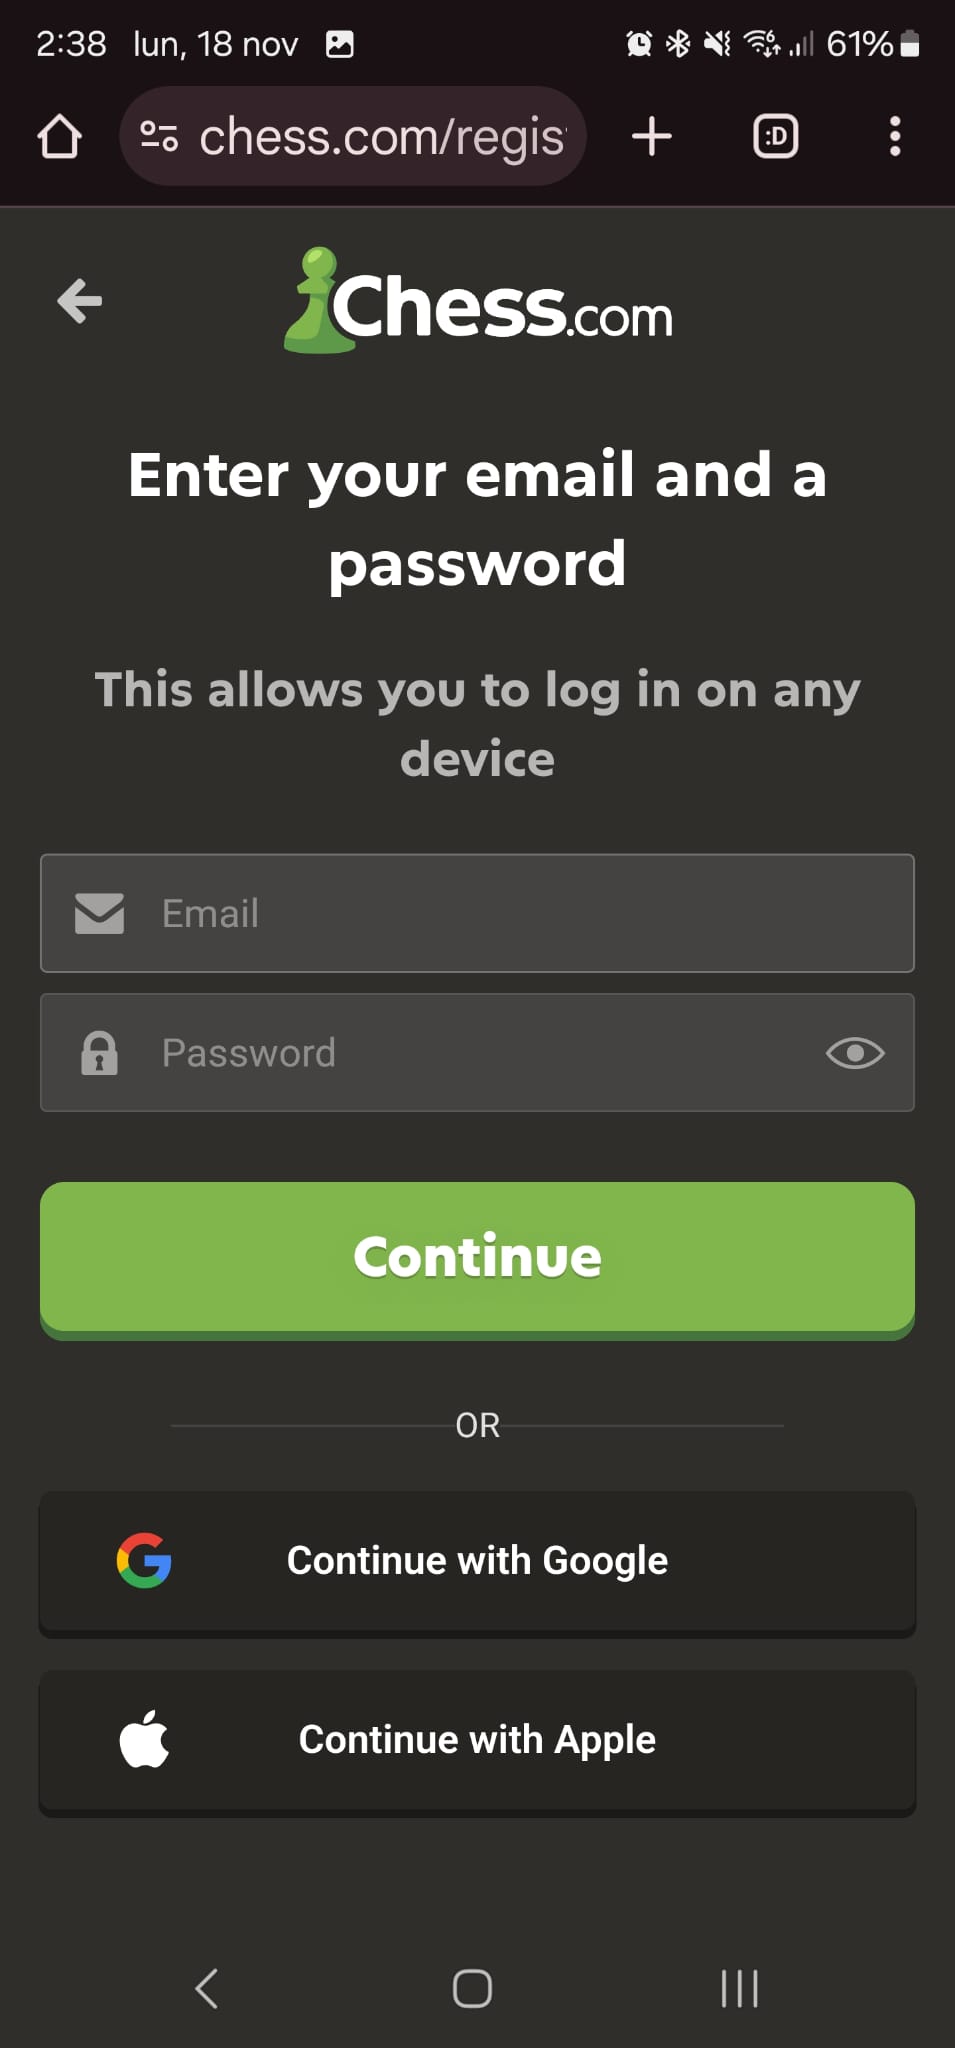 2:38 lun, 18 nov 61%
chess.com/regis
:D
Chess.com
Enter your email and a
password
This allows you to log in on any
device
Email
Password
Continue
OR
Continue with Google
Continue with Apple